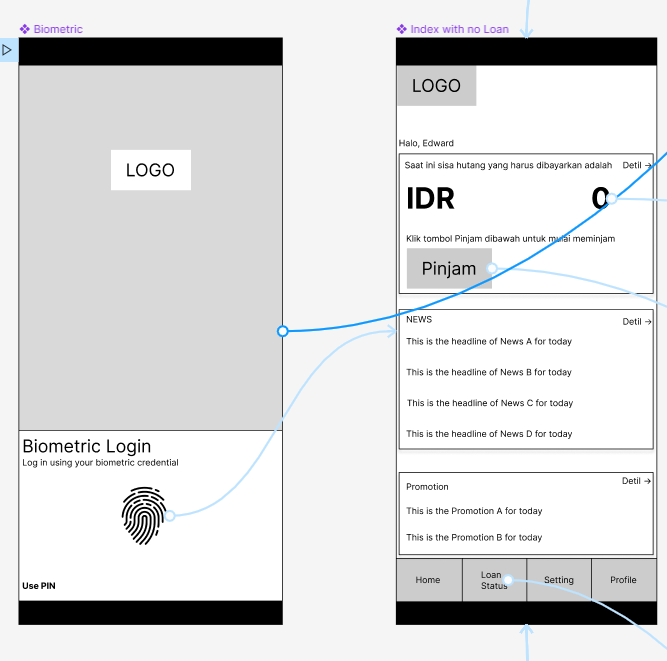 Biometric
LOGO
Biometric Login
Log in using your biometric credential
Use PIN
Index with no Loan
LOGO
Halo, Edward
Saat ini sisa hutang yang harus dibayarkan adalah
Detil →
IDR 0
Klik tombol Pinjam dibawah untuk mulai meminjam
Pinjam
NEWS
Detil →
This is the headline of News A for today
This is the headline of News B for today
This is the headline of News C for today
This is the headline of News D for today
Promotion
Detil →
This is the Promotion A for today
This is the Promotion B for today
Home
Loan
Status
Setting
Profile